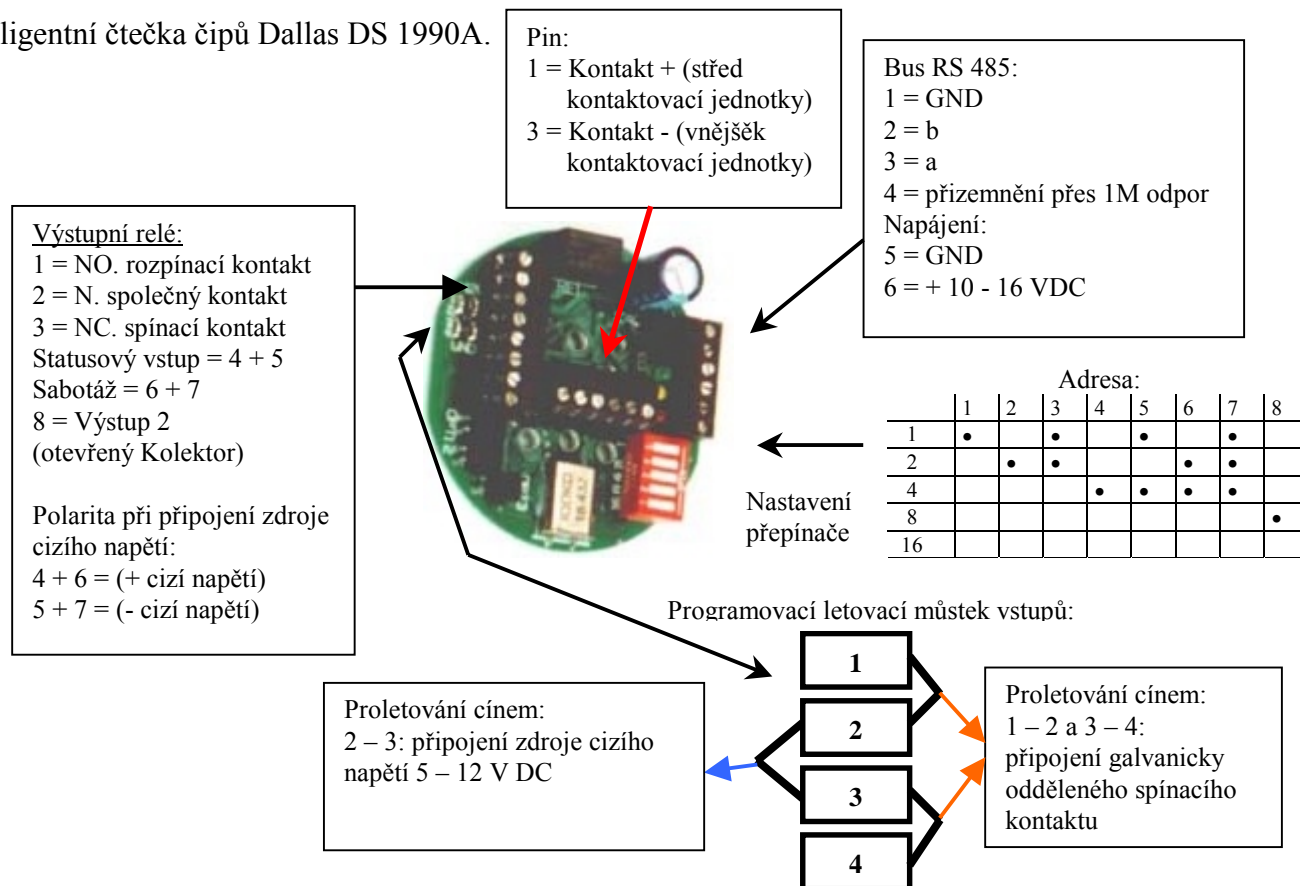 ligentní čtečka čipů Dallas DS 1990A.
Pin:
1 = Kontakt + (střed
kontaktovací jednotky)
3 = Kontakt - (vnějšěk
kontaktovací jednotky)
Bus RS 485:
1 = GND
2 = b
3 = a
4 = přizemnění přes 1M odpor
Napájení:
5 = GND
6 = + 10 - 16 VDC
Výstupní relé:
1 = NO. rozpínací kontakt
2 = N. společný kontakt
3 = NC. spínací kontakt
Statusový vstup = 4 + 5
Sabotáž = 6 + 7
8 = Výstup 2
(otevřený Kolektor)
Polarita při připojení zdroje
cizího napětí:
4 + 6 = (+ cizí napětí)
5 + 7 = (- cizí napětí)
Adresa:
1 2 3 4 5 6 7 8
1 • • • •
2 • • • •
4 • • • •
8 •
16
Nastavení
přepínače
Programovací letovací můstek vstupů:
1
2
3
4
Proletování cínem:
2 – 3: připojení zdroje cizího
napětí 5 – 12 V DC
Proletování cínem:
1 – 2 a 3 – 4:
připojení galvanicky
odděleného spínacího
kontaktu